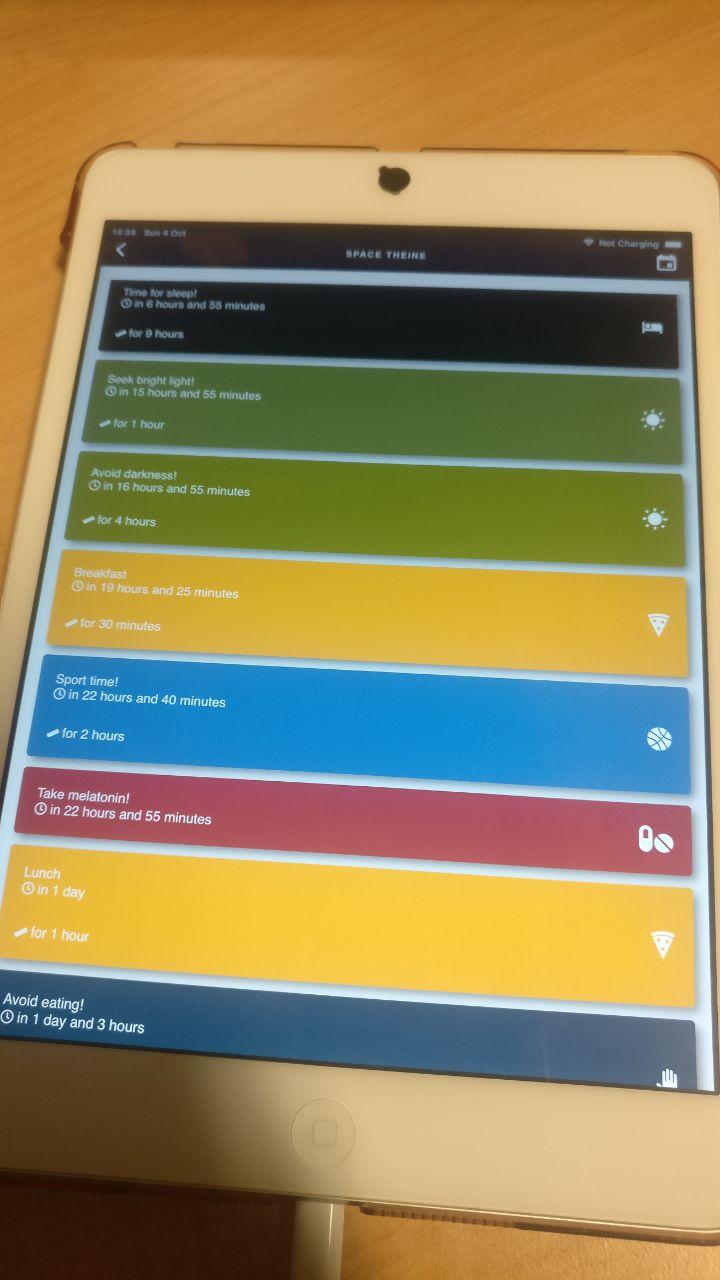 18:34 Sun 4 Oct
Not Charging
SPACE THEINE
Time for sleep!
in 6 hours and 55 minutes
for 9 hours
Seek bright light!
in 15 hours and 55 minutes
for 1 hour
Avoid darkness!
in 16 hours and 55 minutes
for 4 hours
Breakfast
in 19 hours and 25 minutes
for 30 minutes
Sport time!
in 22 hours and 40 minutes
for 2 hours
Take melatonin!
in 22 hours and 55 minutes
Lunch
in 1 day
for 1 hour
Avoid eating!
in 1 day and 3 hours